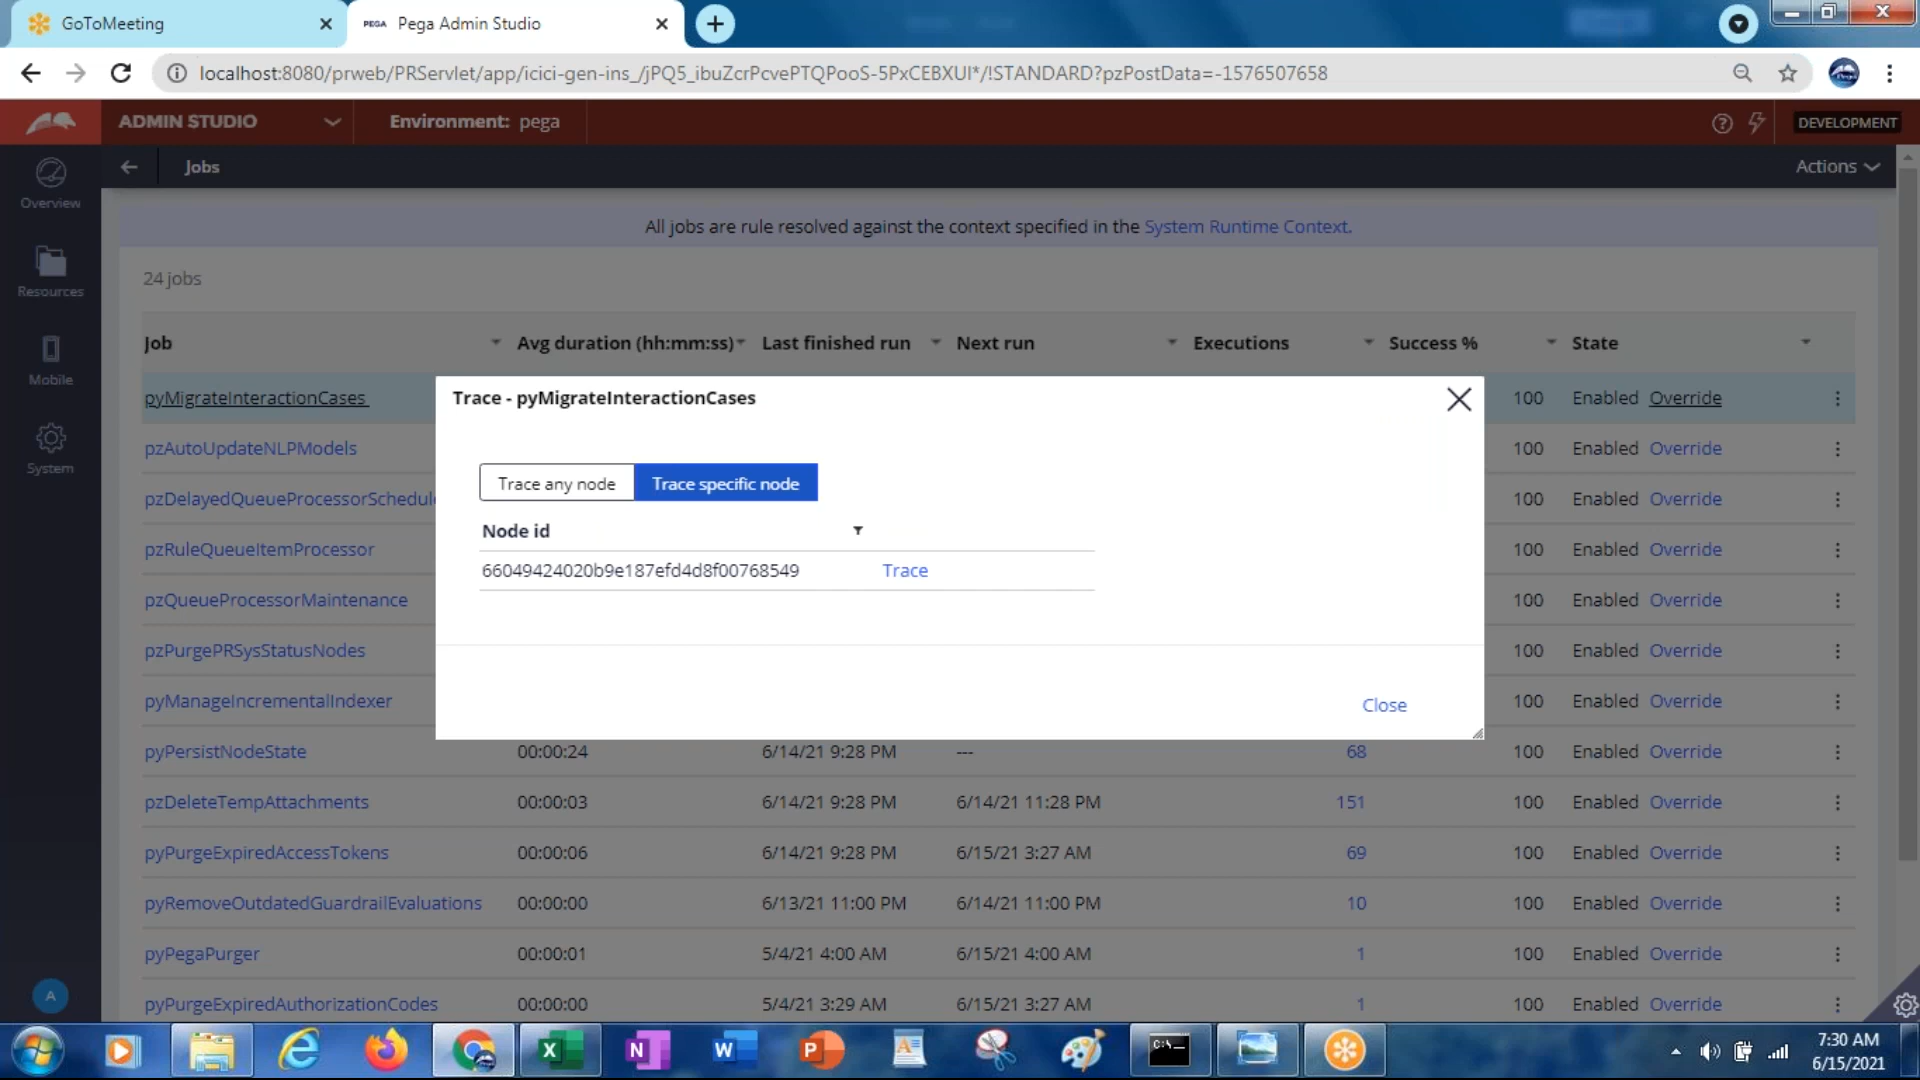 GoToMeeting
PEGA Pega Admin Studio
localhost:8080/prweb/PRServlet/app/icici-gen-ins_/jPQ5_ibuZcrPcvePTQPooS-5PxCEBXUI*/!STANDARD?pzPostData=-1576507658
ADMIN STUDIO Environment: pega DEVELOPMENT
Jobs Actions
Overview
Resources
Mobile
System
A
All jobs are rule resolved against the context specified in the System Runtime Context.
24 jobs
Job Avg duration (hh:mm:ss) Last finished run Next run Executions Success % State
pyMigrateInteractionCases 100 Enabled Override
pzAutoUpdateNLPModels 100 Enabled Override
pzDelayedQueueProcessorSchedule 100 Enabled Override
pzRuleQueueItemProcessor 100 Enabled Override
pzQueueProcessorMaintenance 100 Enabled Override
pzPurgePRSysStatusNodes 100 Enabled Override
pyManageIncrementalIndexer 100 Enabled Override
pyPersistNodeState 00:00:24 6/14/21 9:28 PM --- 68 100 Enabled Override
pzDeleteTempAttachments 00:00:03 6/14/21 9:28 PM 6/14/21 11:28 PM 151 100 Enabled Override
pyPurgeExpiredAccessTokens 00:00:06 6/14/21 9:28 PM 6/15/21 3:27 AM 69 100 Enabled Override
pyRemoveOutdatedGuardrailEvaluations 00:00:00 6/13/21 11:00 PM 6/14/21 11:00 PM 10 100 Enabled Override
pyPegaPurger 00:00:01 5/4/21 4:00 AM 6/15/21 4:00 AM 1 100 Enabled Override
pyPurgeExpiredAuthorizationCodes 00:00:00 5/4/21 3:29 AM 6/15/21 3:27 AM 1 100 Enabled Override
Trace - pyMigrateInteractionCases
Trace any node Trace specific node
Node id
66049424020b9e187efd4d8f00768549 Trace
Close
7:30 AM
6/15/2021